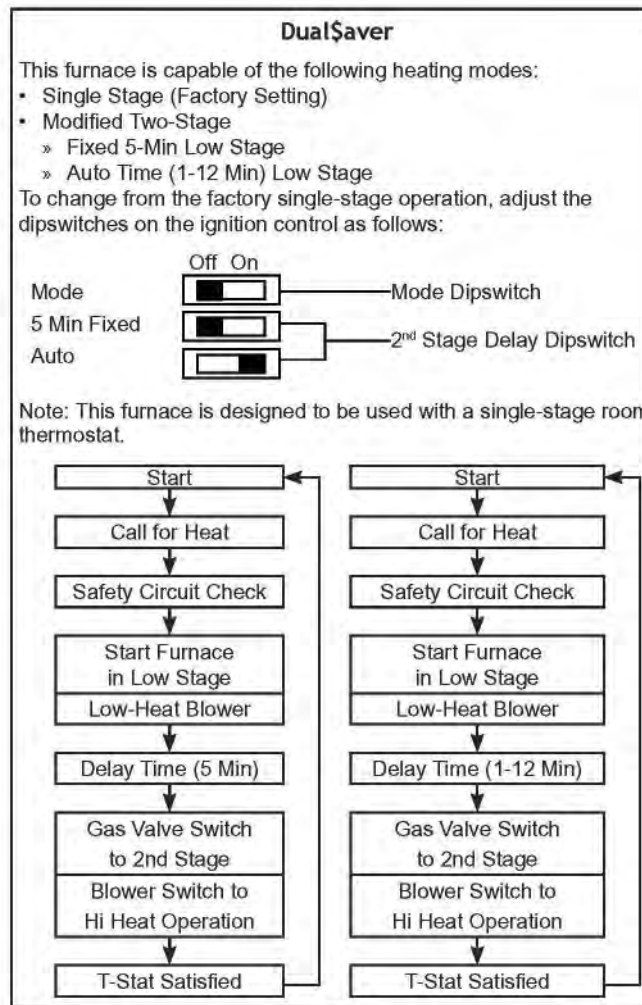 Dual$aver
This furnace is capable of the following heating modes:
• Single Stage (Factory Setting)
• Modified Two-Stage
» Fixed 5-Min Low Stage
» Auto Time (1-12 Min) Low Stage
To change from the factory single-stage operation, adjust the
dipswitches on the ignition control as follows:
Off On
Mode
Mode Dipswitch
5 Min Fixed
2nd Stage Delay Dipswitch
Auto
Note: This furnace is designed to be used with a single-stage room
thermostat.
Start
Call for Heat
Safety Circuit Check
Start Furnace
in Low Stage
Low-Heat Blower
Delay Time (5 Min)
Gas Valve Switch
to 2nd Stage
Blower Switch to
Hi Heat Operation
T-Stat Satisfied
Start
Call for Heat
Safety Circuit Check
Start Furnace
in Low Stage
Low-Heat Blower
Delay Time (1-12 Min)
Gas Valve Switch
to 2nd Stage
Blower Switch to
Hi Heat Operation
T-Stat Satisfied